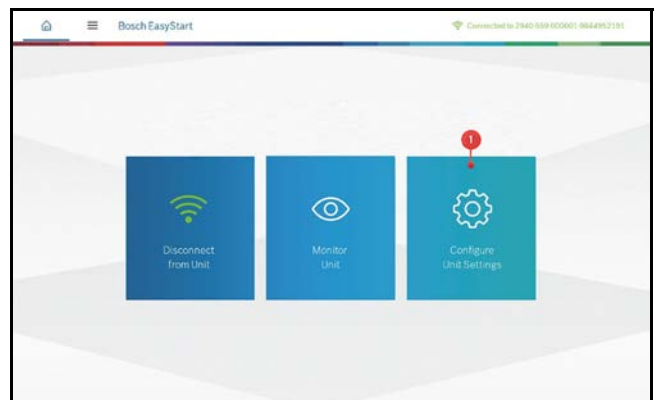 Bosch EasyStart
Connected to 2940-559-000001-9844952191
1
Disconnect
from Unit
Monitor
Unit
Configure
Unit Settings